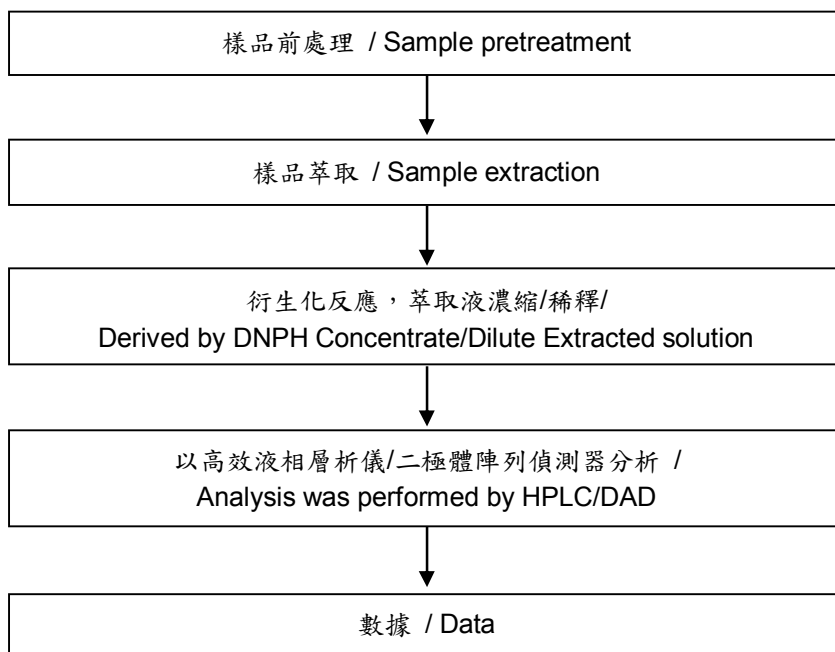 樣品前處理 / Sample pretreatment
樣品萃取 / Sample extraction
衍生化反應，萃取液濃縮/稀釋/
Derived by DNPH Concentrate/Dilute Extracted solution
以高效液相層析儀/二極體陣列偵測器分析 /
Analysis was performed by HPLC/DAD
數據 / Data